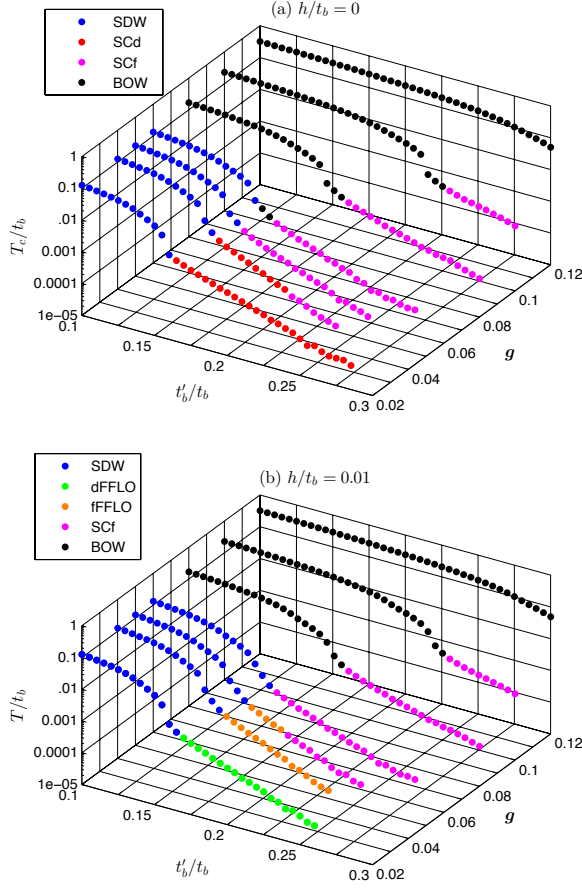 (a) h/t_b = 0
SDW
SCd
SCf
BOW
1
0.1
.01
0.001
0.0001
1e−05
T_c/t_b
0.1
0.15
0.2
0.25
0.3
t'_b/t_b
0.02
0.04
0.06
0.08
0.1
0.12
g
(b) h/t_b = 0.01
SDW
dFFLO
fFFLO
SCf
BOW
1
0.1
.01
0.001
0.0001
1e−05
T/t_b
0.1
0.15
0.2
0.25
0.3
t'_b/t_b
0.02
0.04
0.06
0.08
0.1
0.12
g